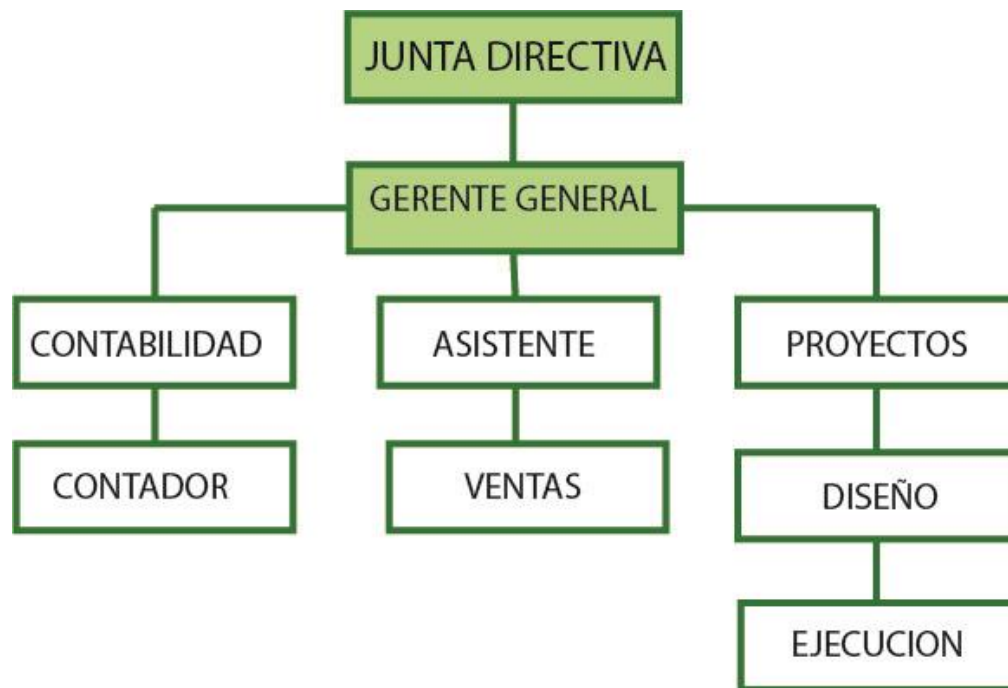 JUNTA DIRECTIVA
GERENTE GENERAL
CONTABILIDAD
ASISTENTE
PROYECTOS
CONTADOR
VENTAS
DISEÑO
EJECUCION